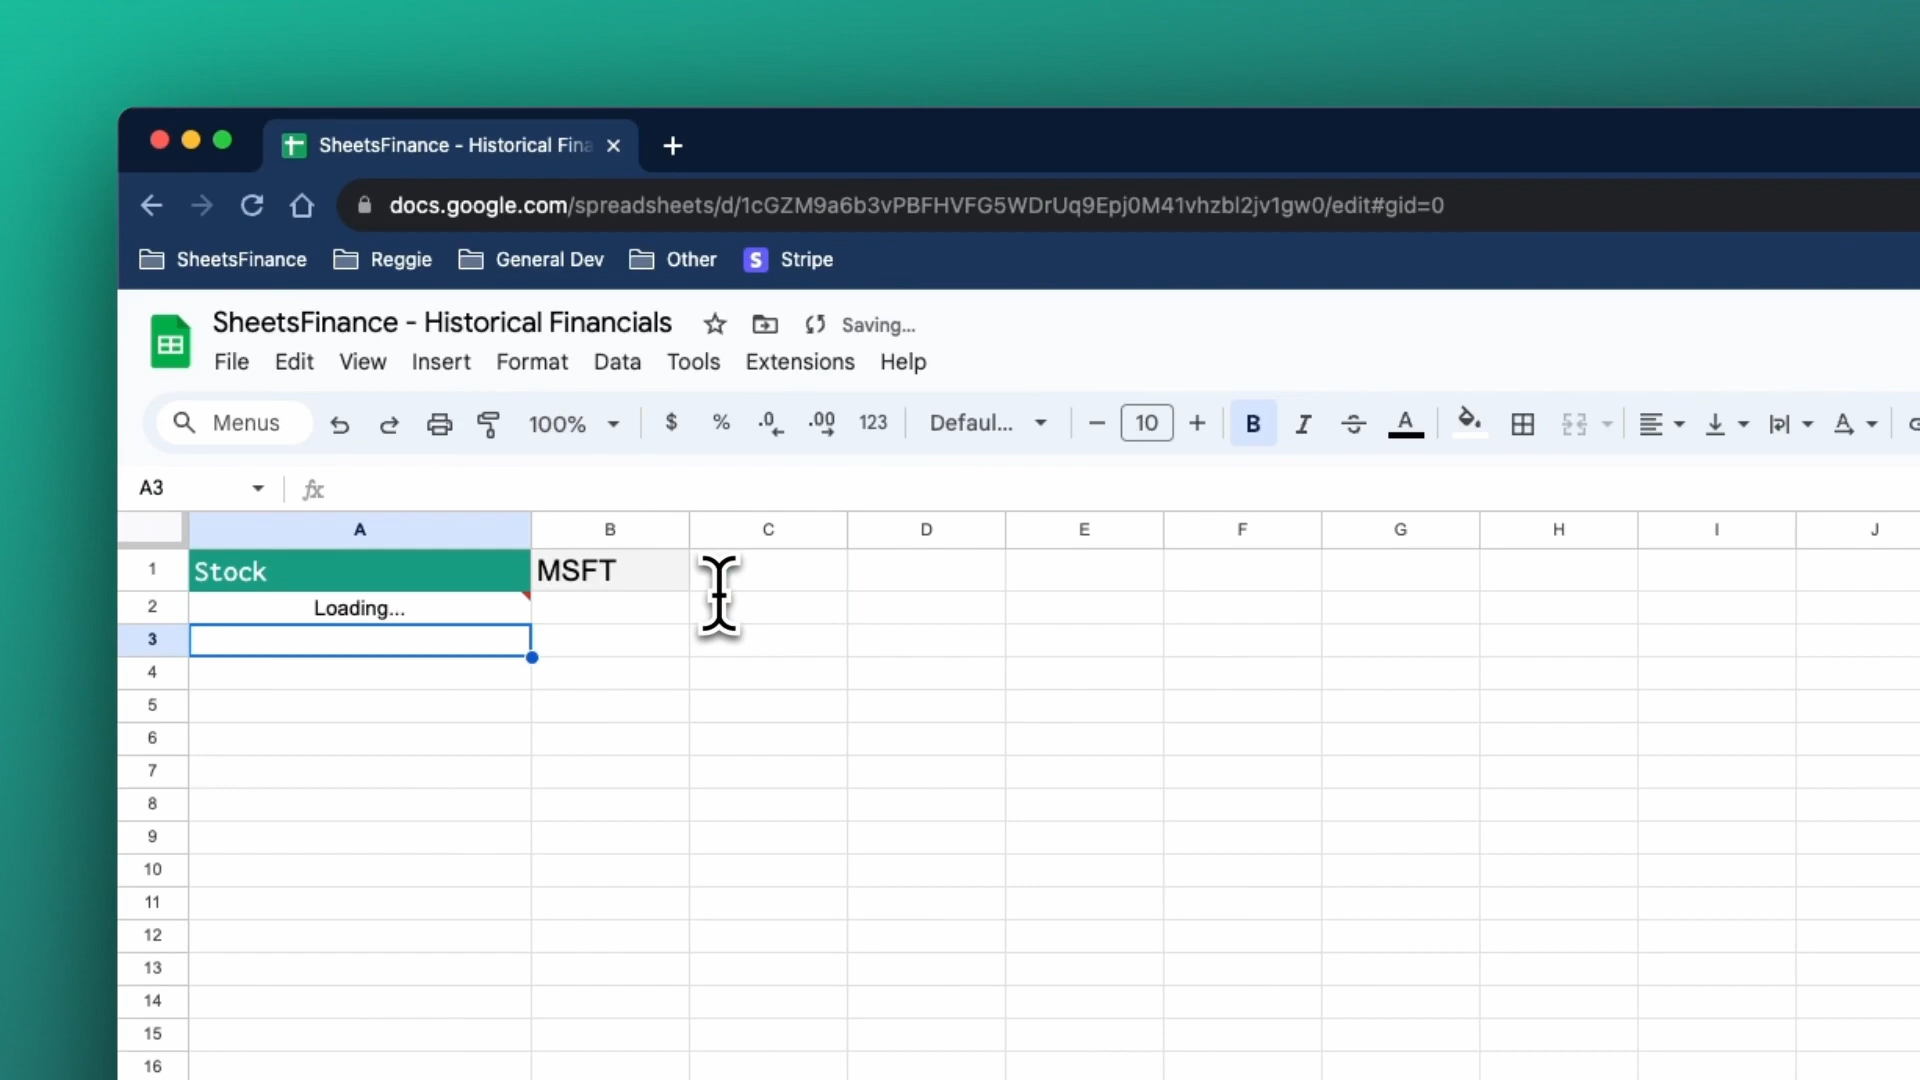 SheetsFinance - Historical Fina
docs.google.com/spreadsheets/d/1cGZM9a6b3vPBFHVFG5WDrUq9Epj0M41vhzbl2jv1gw0/edit#gid=0
SheetsFinance Reggie General Dev Other S Stripe
SheetsFinance - Historical Financials Saving...
File Edit View Insert Format Data Tools Extensions Help
Menus 100% $ % .0 .00 123 Defaul... 10 B I S A A
A3 fx
A B C D E F G H I J
1 Stock MSFT
2 Loading...
3
4
5
6
7
8
9
10
11
12
13
14
15
16